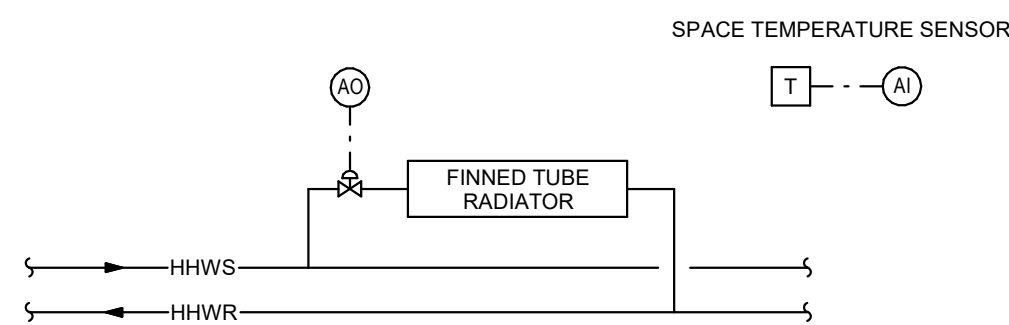 SPACE TEMPERATURE SENSOR
AO
T
AI
FINNED TUBE
RADIATOR
HHWS
HHWR